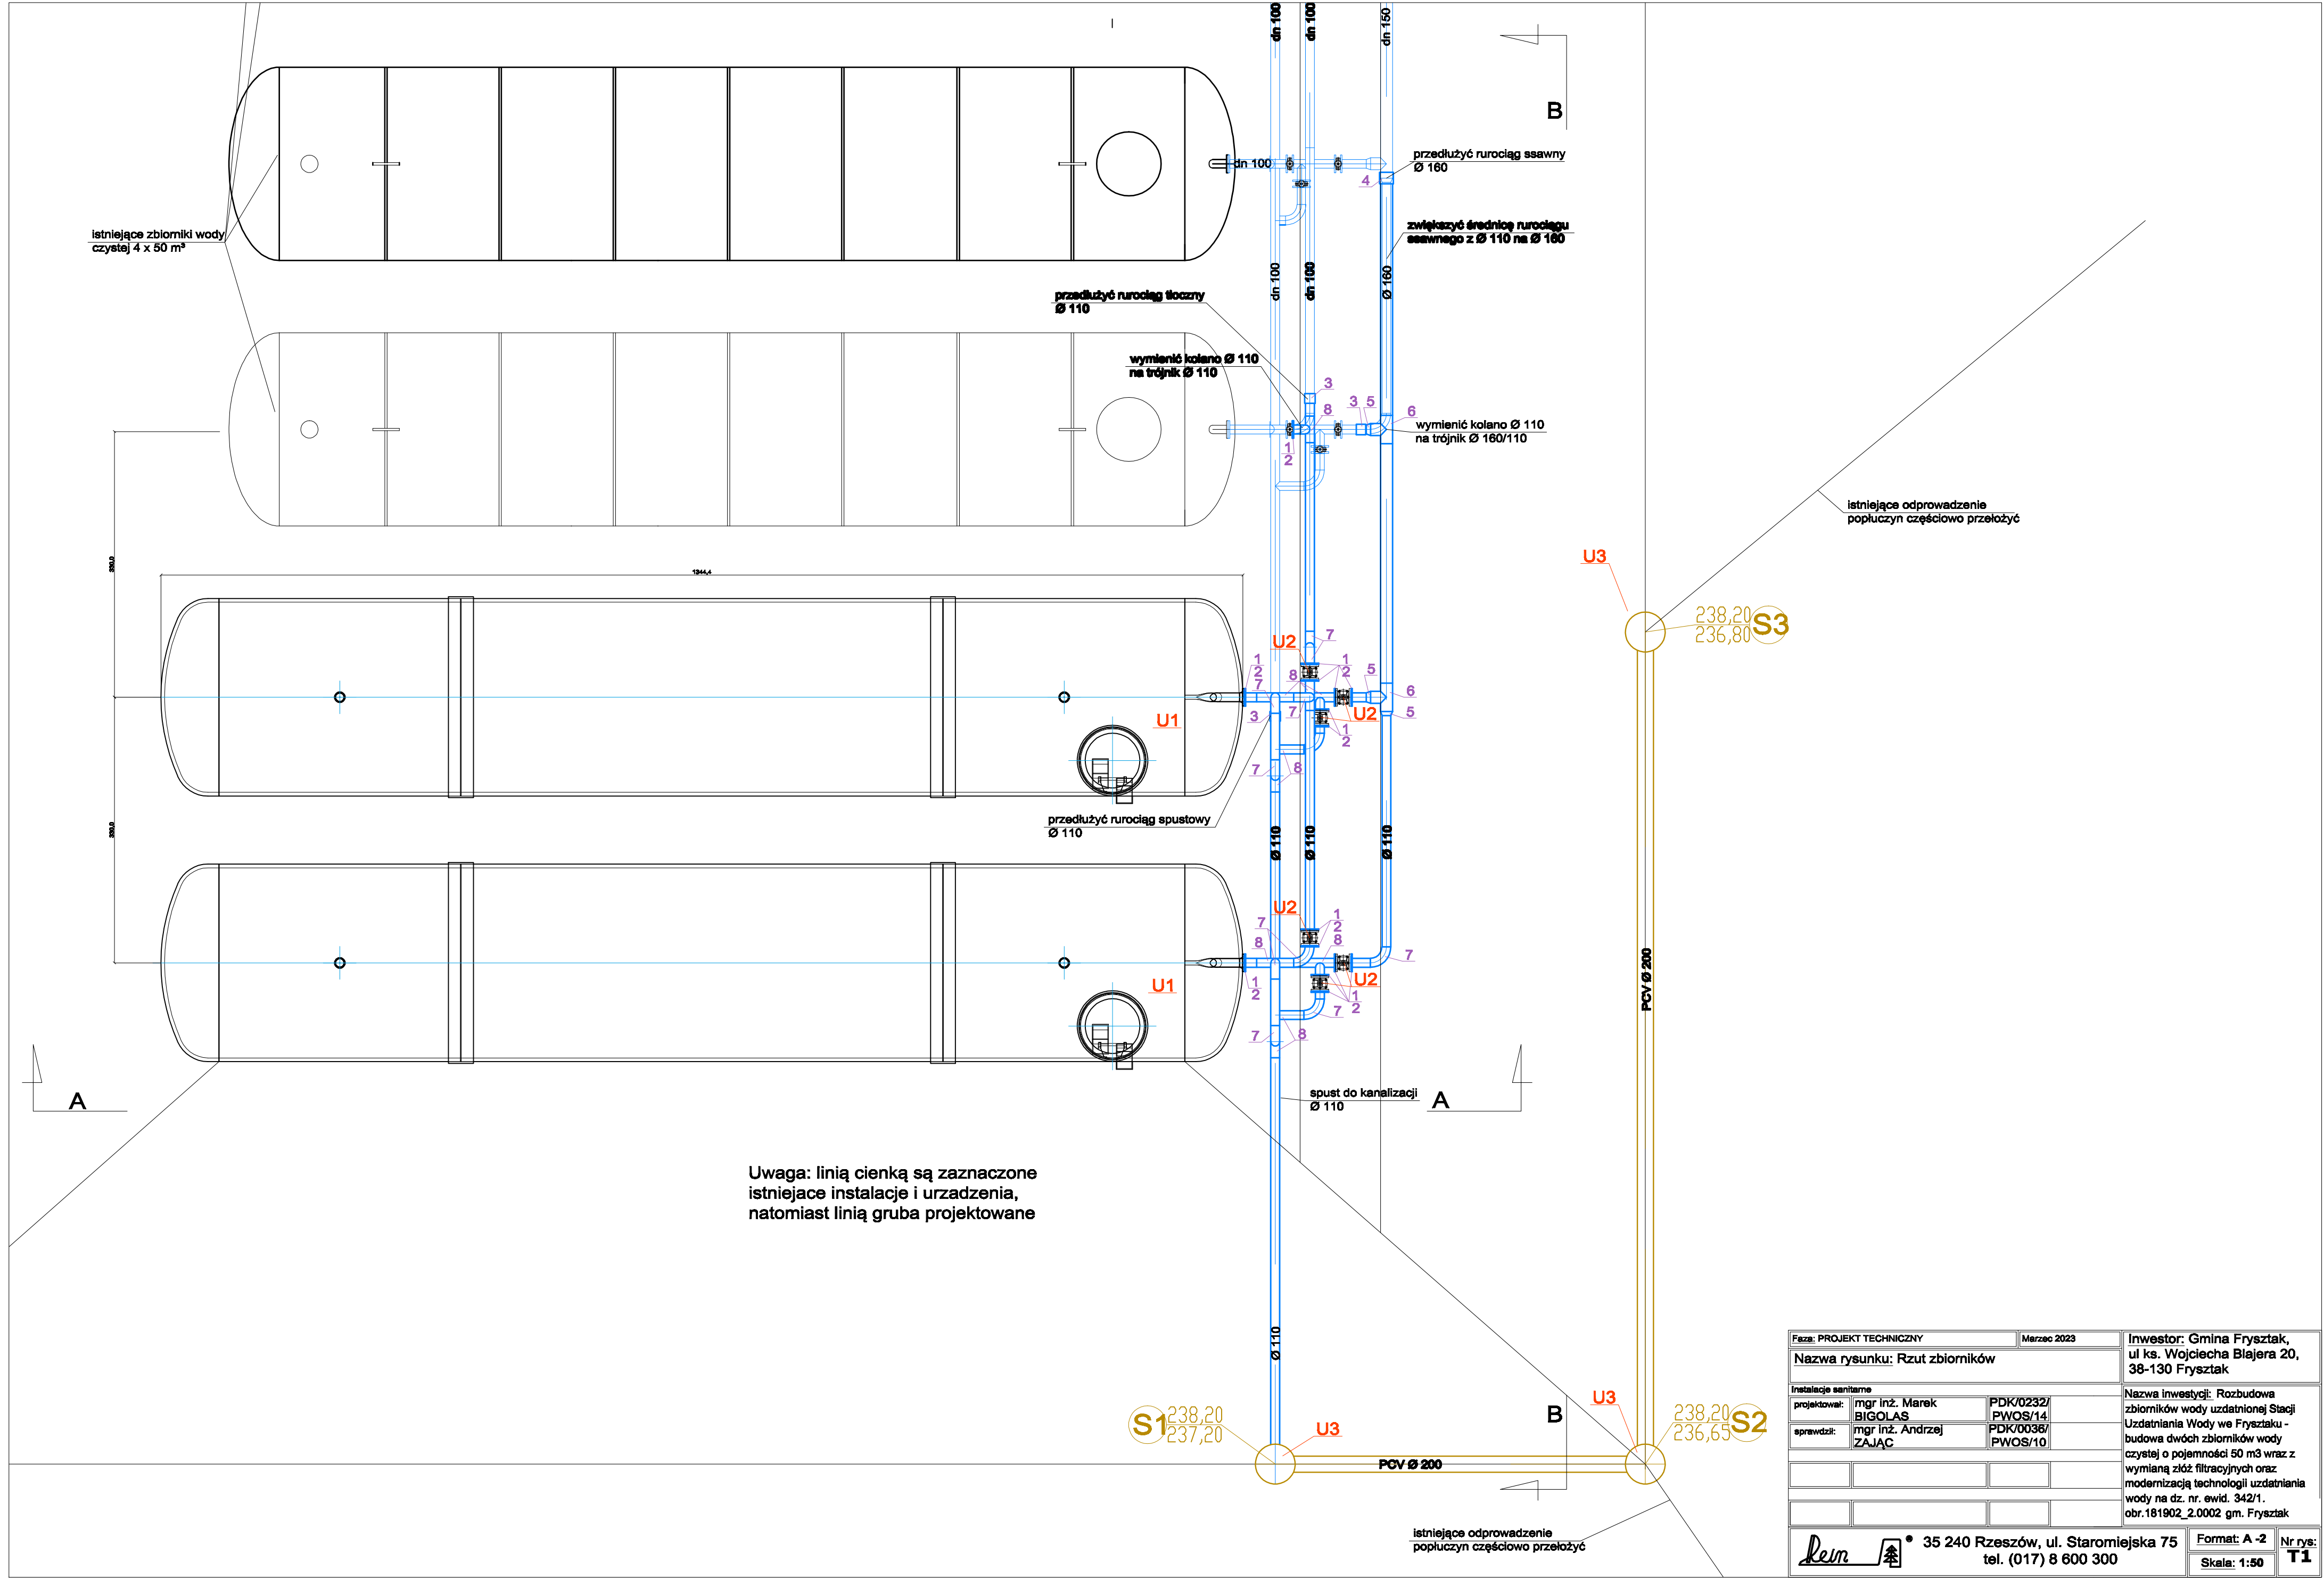 dn 100
dn 100
dn 150
B
przedłużyć rurociąg ssawny
Ø 160
dn 100
4
istniejące zbiorniki wody
czystej 4 x 50 m³
zwiększyć średnicę rurociągu
ssawnego z Ø 110 na Ø 160
dn 100
dn 100
Ø 160
przedłużyć rurociąg tłoczny
Ø 110
wymienić kolano Ø 110
na trójnik Ø 110
3
8
3
5
6
wymienić kolano Ø 110
na trójnik Ø 160/110
1
2
istniejące odprowadzenie
popłuczyn częściowo przełożyć
330,0
1344,4
U3
238,20
236,80
S3
U2
7
1
2
7
8
1
2
5
6
5
U1
3
7
U2
1
2
7
8
przedłużyć rurociąg spustowy
Ø 110
330,0
Ø 110
Ø 110
Ø 110
U2
7
8
1
2
8
7
U1
1
2
U2
1
2
7
7
8
PCV Ø 200
A
spust do kanalizacji
Ø 110
A
Uwaga: linią cienką są zaznaczone
istniejace instalacje i urzadzenia,
natomiast linią gruba projektowane
Ø 110
S1
238,20
237,20
U3
PCV Ø 200
B
U3
238,20
236,65
S2
istniejące odprowadzenie
popłuczyn częściowo przełożyć
Faza: PROJEKT TECHNICZNY
Marzec 2023
Nazwa rysunku: Rzut zbiorników
Inwestor: Gmina Frysztak,
ul ks. Wojciecha Blajera 20,
38-130 Frysztak
Instalacje sanitarne
projektował:
mgr inż. Marek
BIGOLAS
PDK/0232/
PWOS/14
sprawdził:
mgr inż. Andrzej
ZAJĄC
PDK/0036/
PWOS/10
Nazwa inwestycji: Rozbudowa
zbiorników wody uzdatnionej Stacji
Uzdatniania Wody we Frysztaku -
budowa dwóch zbiorników wody
czystej o pojemności 50 m3 wraz z
wymianą złóż filtracyjnych oraz
modernizacją technologii uzdatniania
wody na dz. nr. ewid. 342/1.
obr.181902_2.0002 gm. Frysztak
Rein ®
35 240 Rzeszów, ul. Staromiejska 75
tel. (017) 8 600 300
Format: A -2
Skala: 1:50
Nr rys:
T1